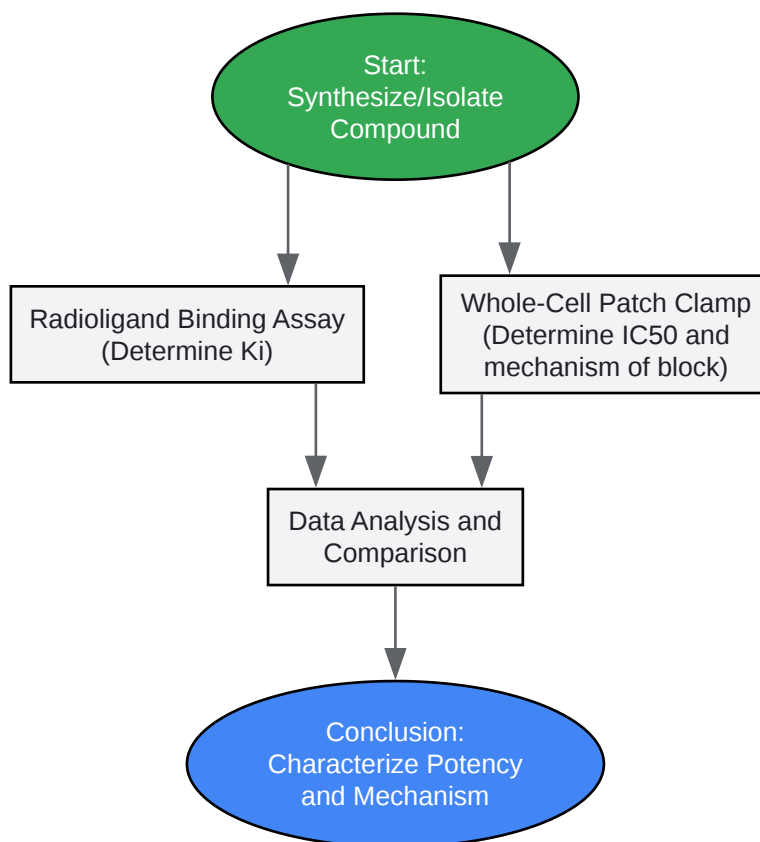 Start:
Synthesize/Isolate
Compound
Radioligand Binding Assay
(Determine Ki)
Whole-Cell Patch Clamp
(Determine IC50 and
mechanism of block)
Data Analysis and
Comparison
Conclusion:
Characterize Potency
and Mechanism